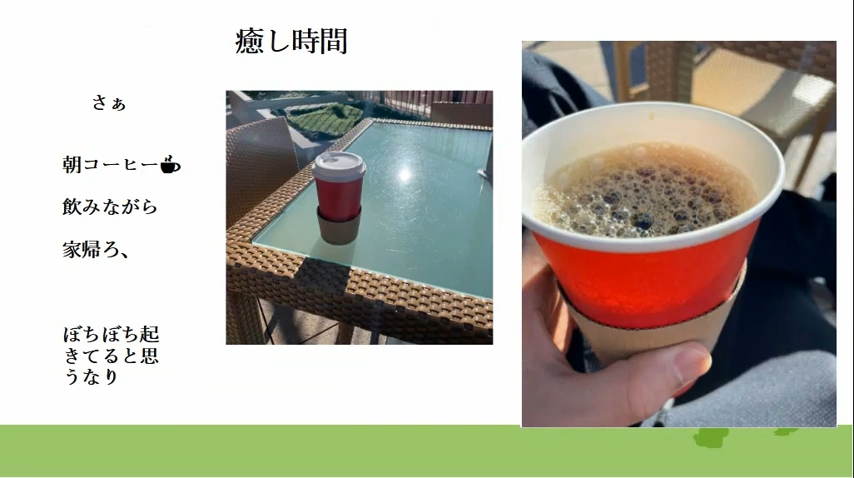 癒し時間
さぁ
朝コーヒー☕
飲みながら
家帰ろ、
ぼちぼち起
きてると思
うなり